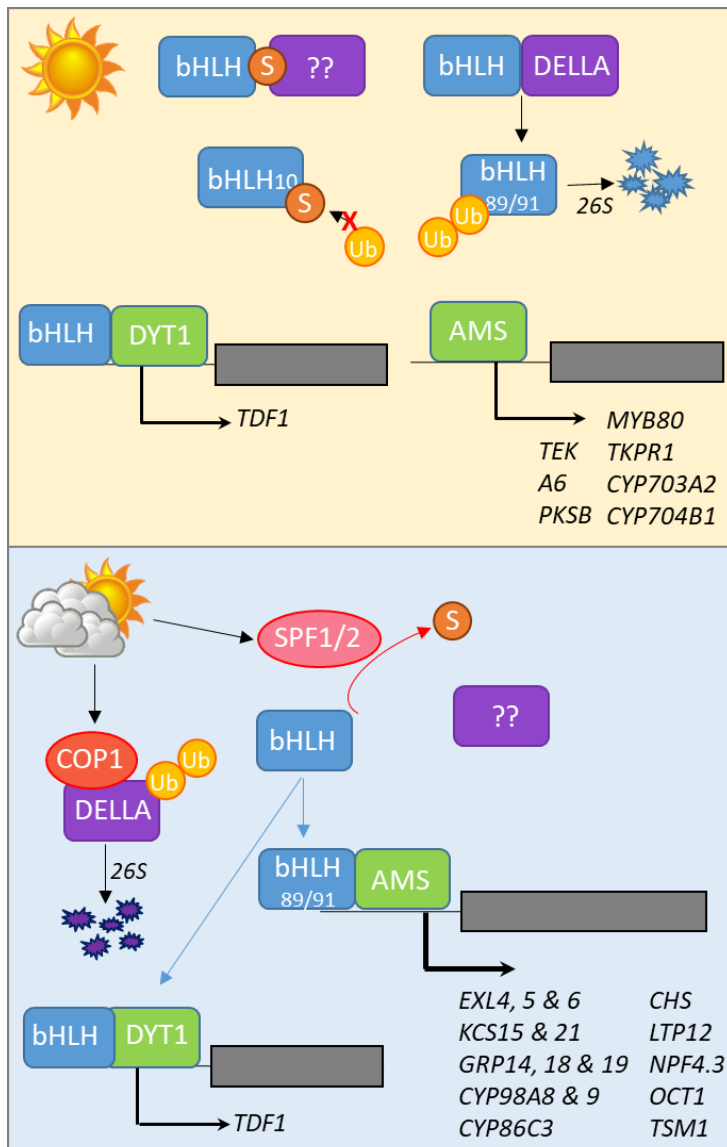 bHLH S ??
bHLH DELLA
bHLH10
S
Ub
bHLH
89/91
Ub
Ub
26S
bHLH DYT1
TDF1
AMS
MYB80
TEK TKPR1
A6 CYP703A2
PKSB CYP704B1
SPF1/2
S
??
bHLH
COP1
Ub
Ub
DELLA
26S
bHLH AMS
89/91
EXL4, 5 & 6 CHS
KCS15 & 21 LTP12
GRP14, 18 & 19 NPF4.3
CYP98A8 & 9 OCT1
CYP86C3 TSM1
bHLH DYT1
TDF1